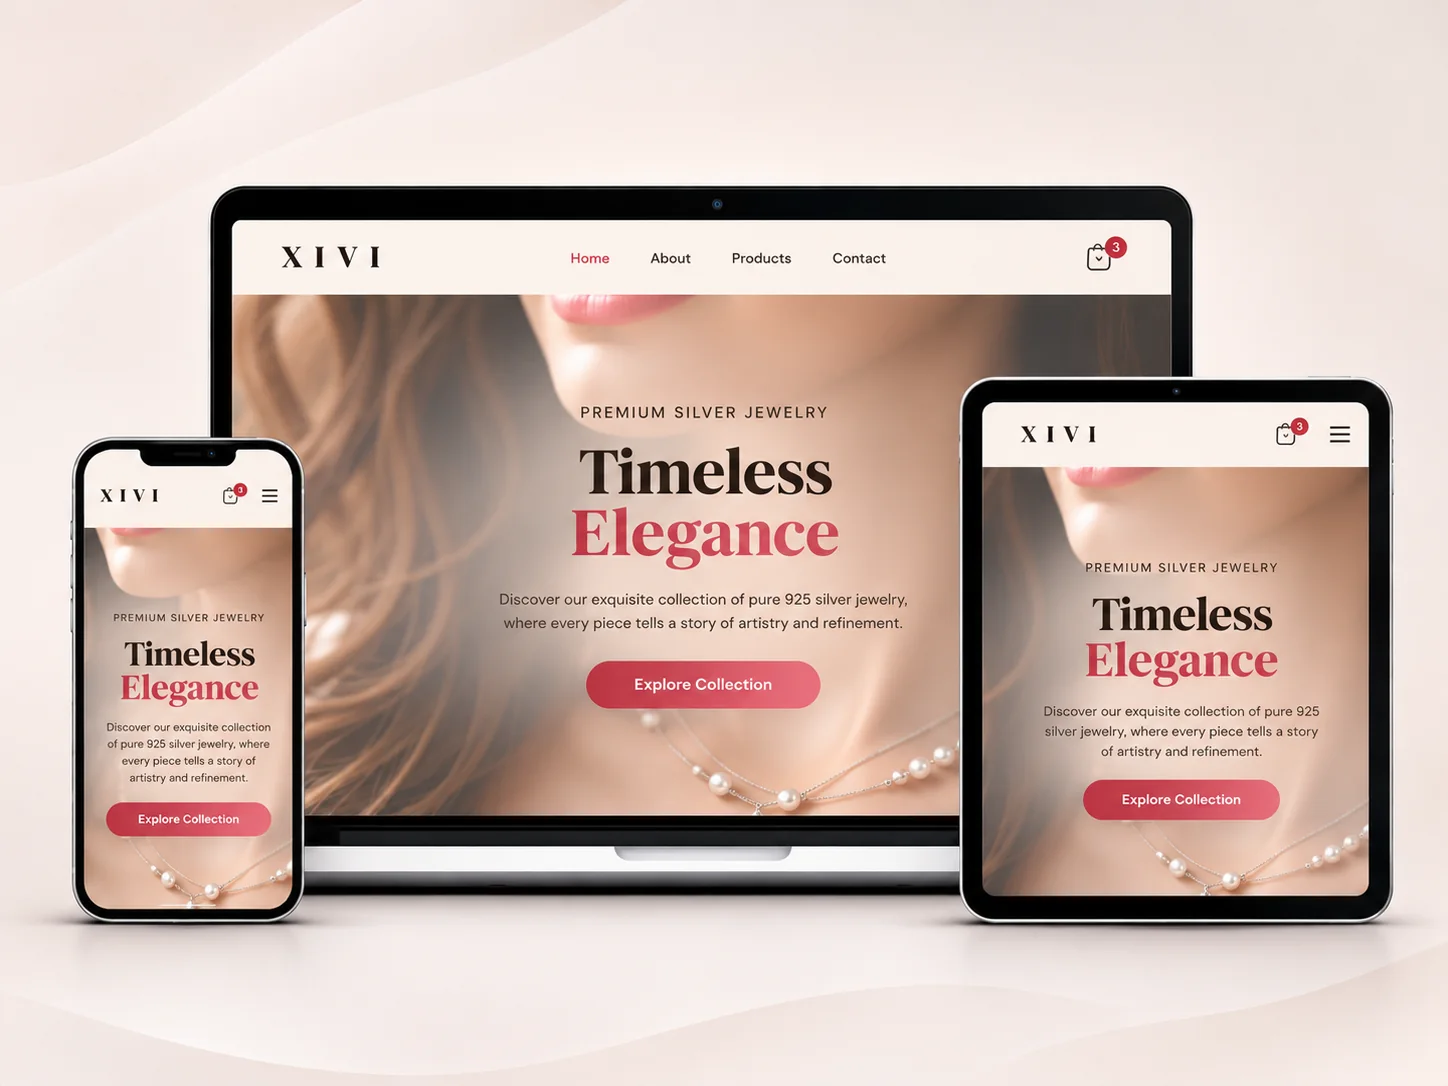 XIVI
Home About Products Contact
3
PREMIUM SILVER JEWELRY
Timeless
Elegance
Discover our exquisite collection of pure 925 silver jewelry,
where every piece tells a story of artistry and refinement.
Explore Collection
XIVI
3
PREMIUM SILVER JEWELRY
Timeless
Elegance
Discover our exquisite collection
of pure 925 silver jewelry, where
every piece tells a story of
artistry and refinement.
Explore Collection
XIVI
3
PREMIUM SILVER JEWELRY
Timeless
Elegance
Discover our exquisite collection of pure 925
silver jewelry, where every piece tells a story
of artistry and refinement.
Explore Collection